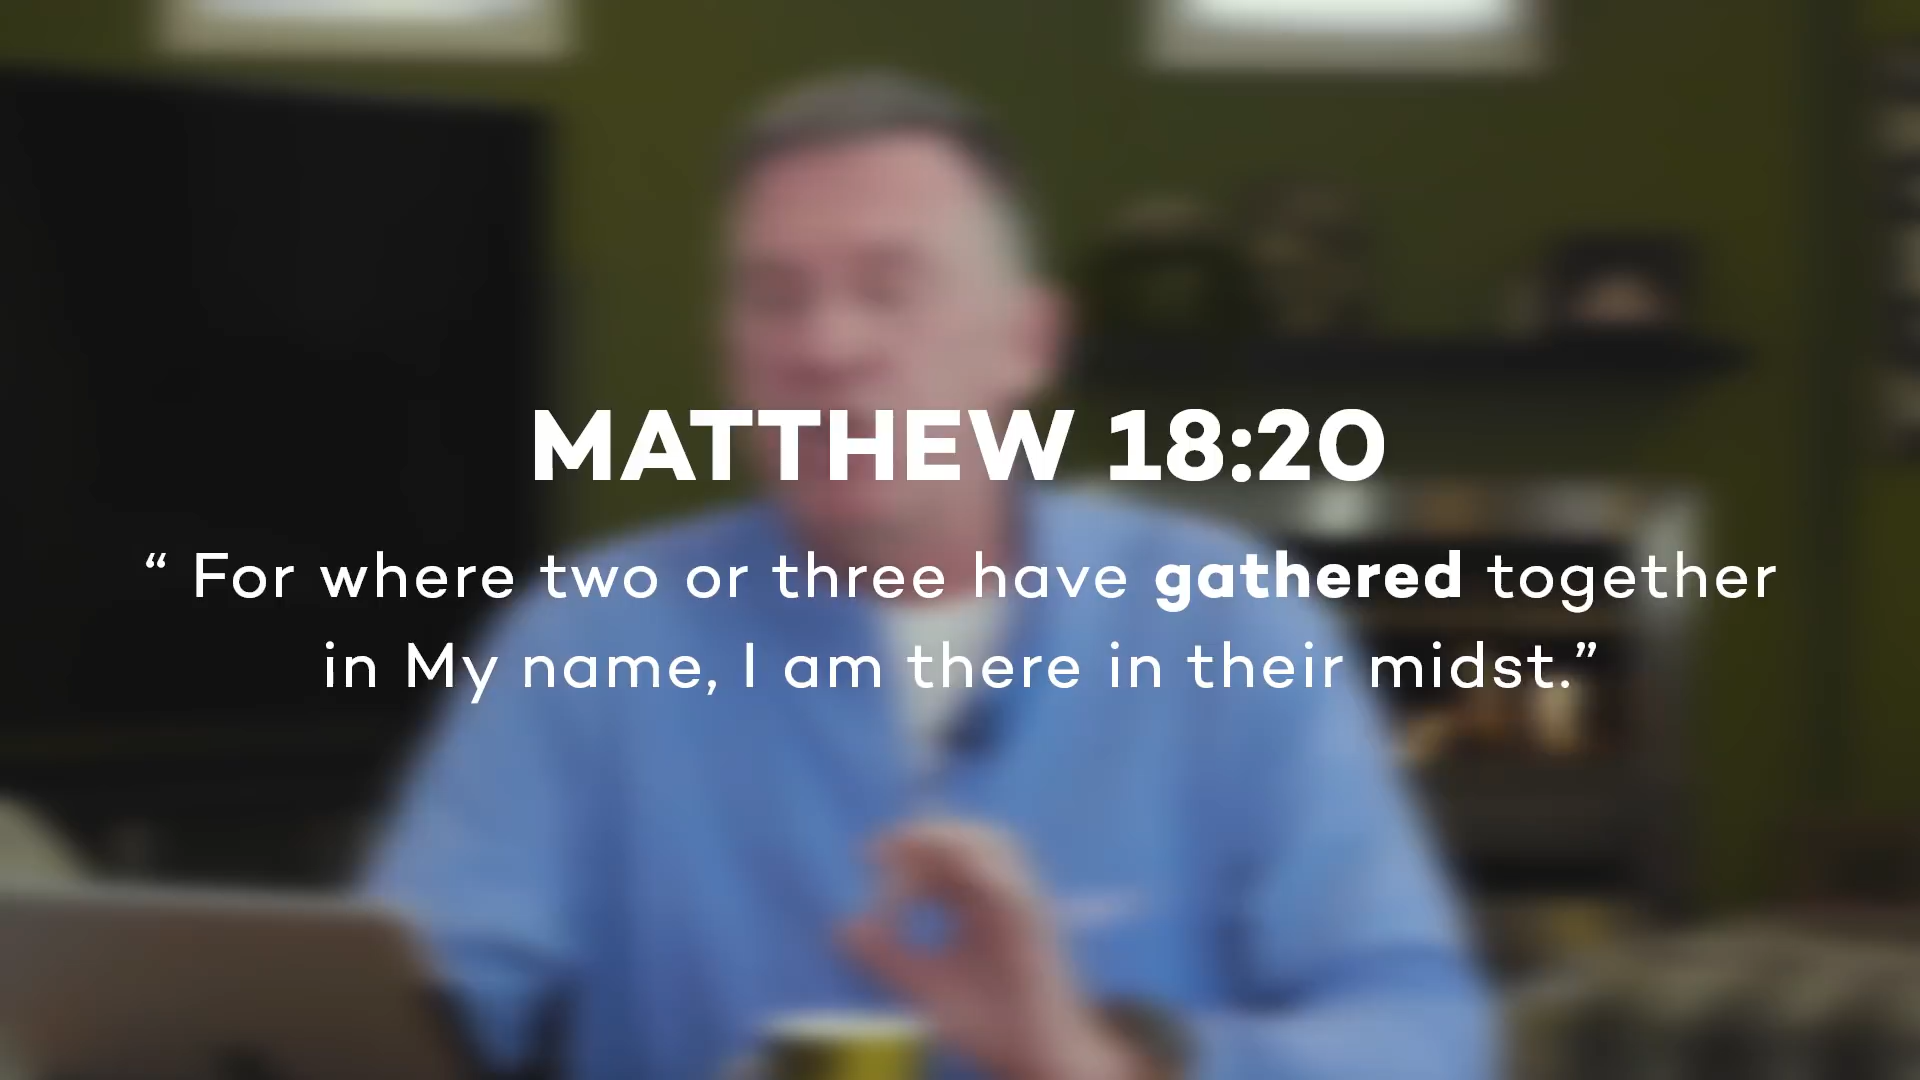 MATTHEW 18:20
“ For where two or three have gathered together
in My name, I am there in their midst.”